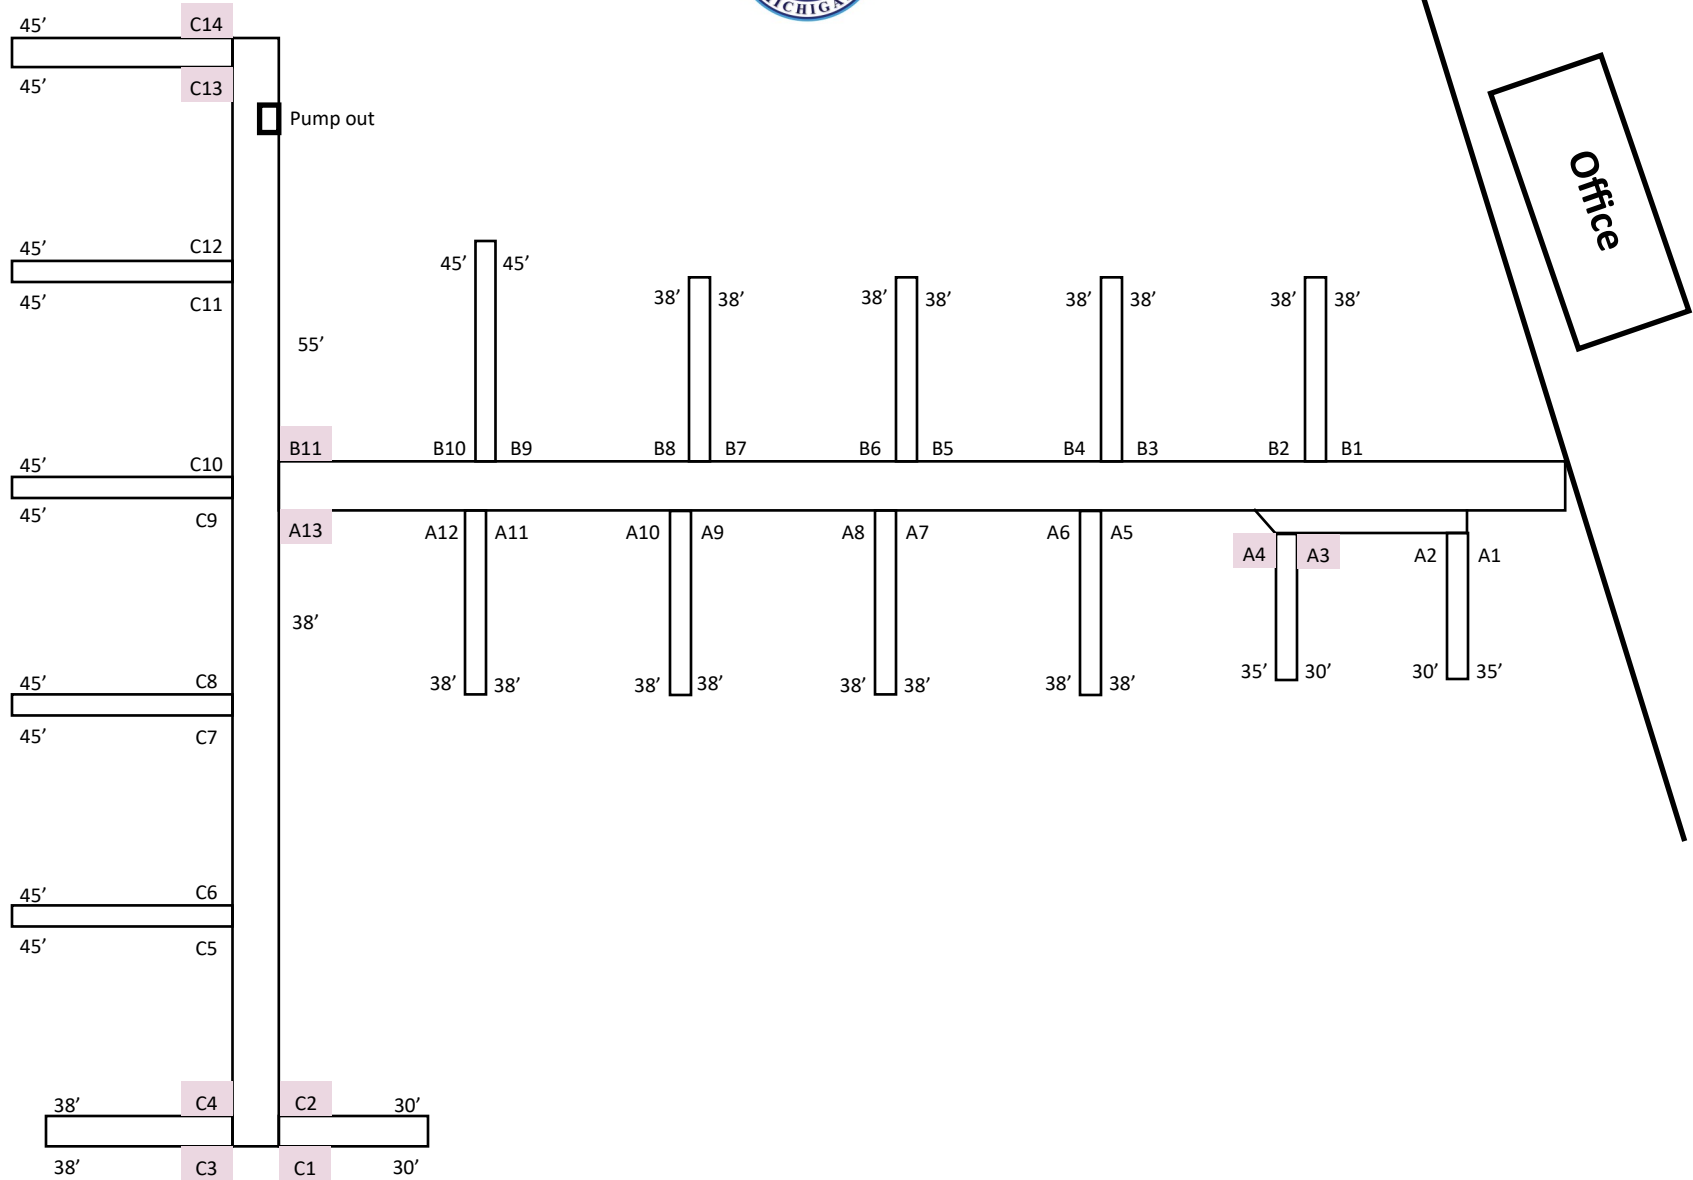 MICHIGAN
45’ C14
45’ C13
Pump out
Office
45’ C12
45’ C11
45’ 45’
38’ 38’ 38’ 38’ 38’ 38’ 38’ 38’
55’
B11 B10 B9 B8 B7 B6 B5 B4 B3 B2 B1
45’ C10
45’ C9
A13 A12 A11 A10 A9 A8 A7 A6 A5
A4 A3 A2 A1
38’
35’ 30’ 30’ 35’
38’ 38’ 38’ 38’ 38’ 38’ 38’ 38’
45’ C8
45’ C7
45’ C6
45’ C5
38’ C4 C2 30’
38’ C3 C1 30’